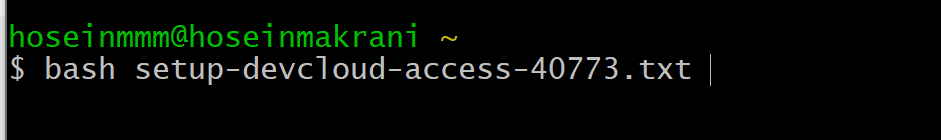 hoseinmmm@hoseinmakrani ~
$ bash setup-devcloud-access-40773.txt